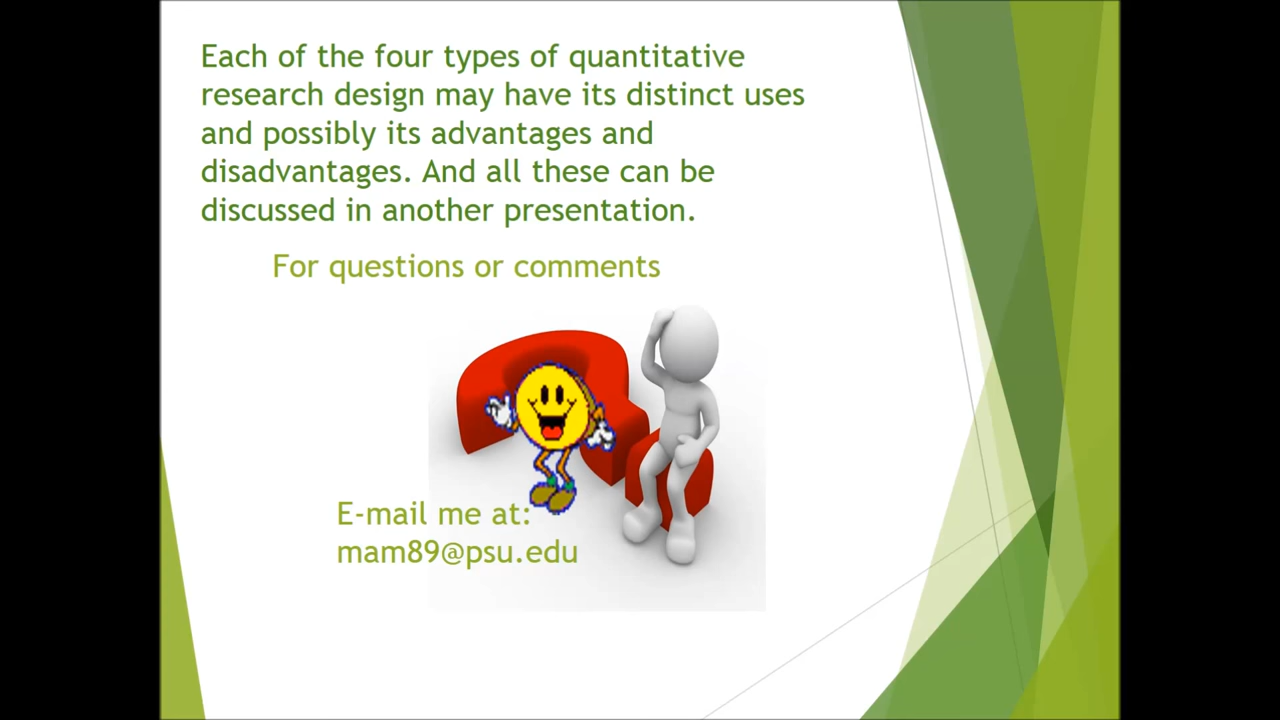 Each of the four types of quantitative
research design may have its distinct uses
and possibly its advantages and
disadvantages. And all these can be
discussed in another presentation.
For questions or comments
E-mail me at:
mam89@psu.edu